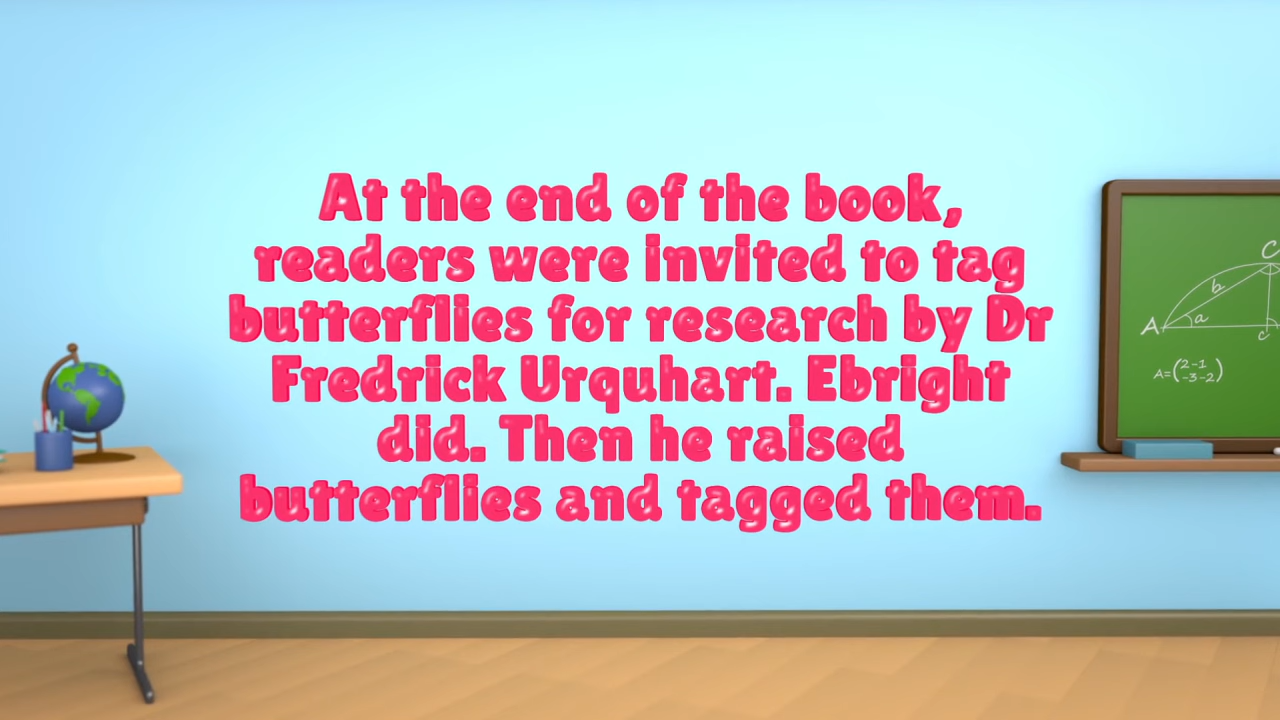 At the end of the book,
readers were invited to tag
butterflies for research by Dr
Fredrick Urquhart. Ebright
did. Then he raised
butterflies and tagged them.
C
b
A
a
c
A=(2-1
-3-2)